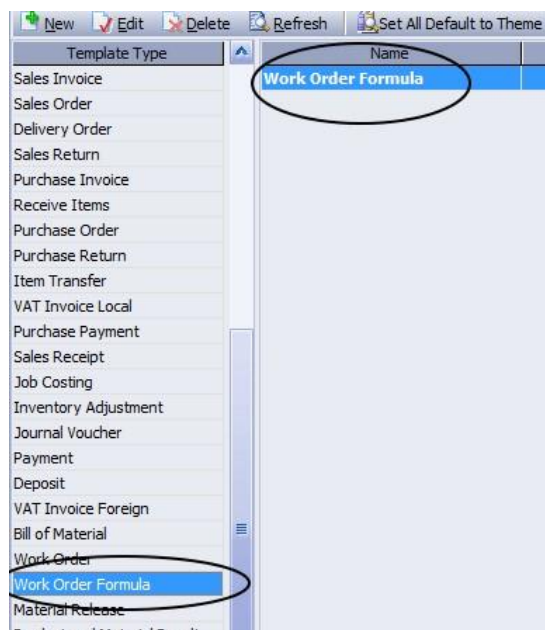 New Edit Delete Refresh Set All Default to Theme
Template Type Name
Sales Invoice Work Order Formula
Sales Order
Delivery Order
Sales Return
Purchase Invoice
Receive Items
Purchase Order
Purchase Return
Item Transfer
VAT Invoice Local
Purchase Payment
Sales Receipt
Job Costing
Inventory Adjustment
Journal Voucher
Payment
Deposit
VAT Invoice Foreign
Bill of Material
Work Order
Work Order Formula
Material Release